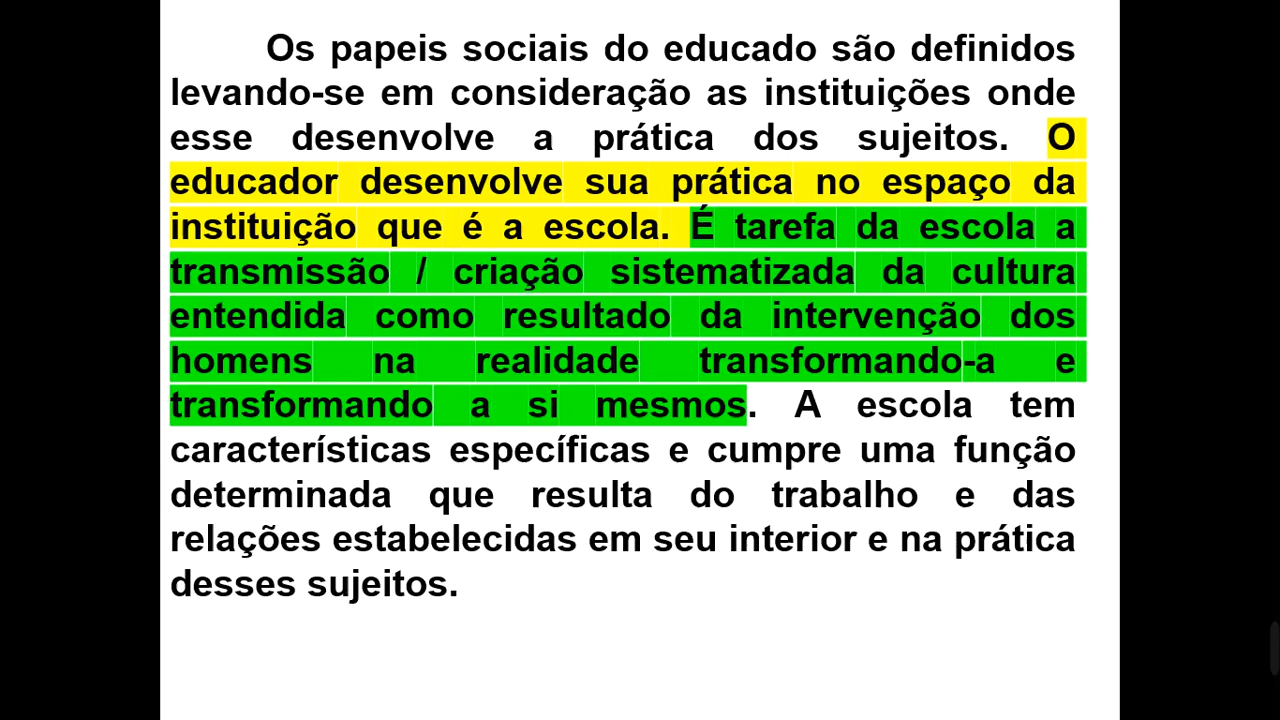 Os papeis sociais do educado são definidos
levando-se em consideração as instituições onde
esse desenvolve a prática dos sujeitos. O
educador desenvolve sua prática no espaço da
instituição que é a escola. É tarefa da escola a
transmissão / criação sistematizada da cultura
entendida como resultado da intervenção dos
homens na realidade transformando-a e
transformando a si mesmos. A escola tem
características específicas e cumpre uma função
determinada que resulta do trabalho e das
relações estabelecidas em seu interior e na prática
desses sujeitos.